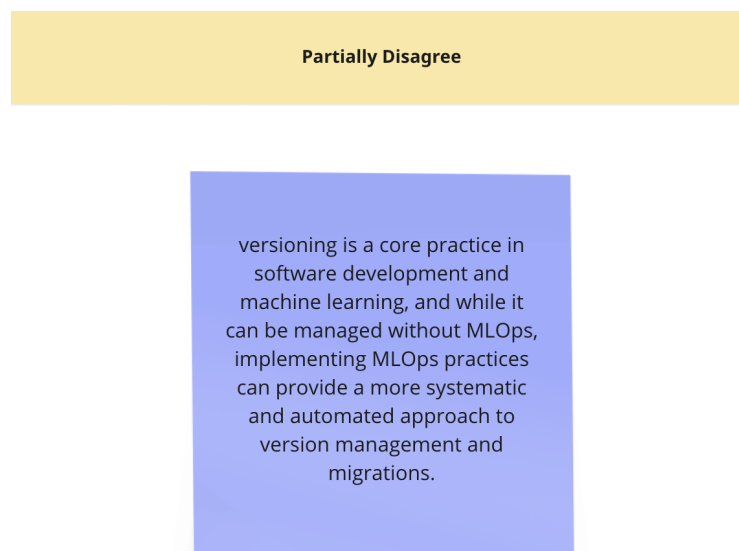 Partially Disagree
versioning is a core practice in
software development and
machine learning, and while it
can be managed without MLOps,
implementing MLOps practices
can provide a more systematic
and automated approach to
version management and
migrations.